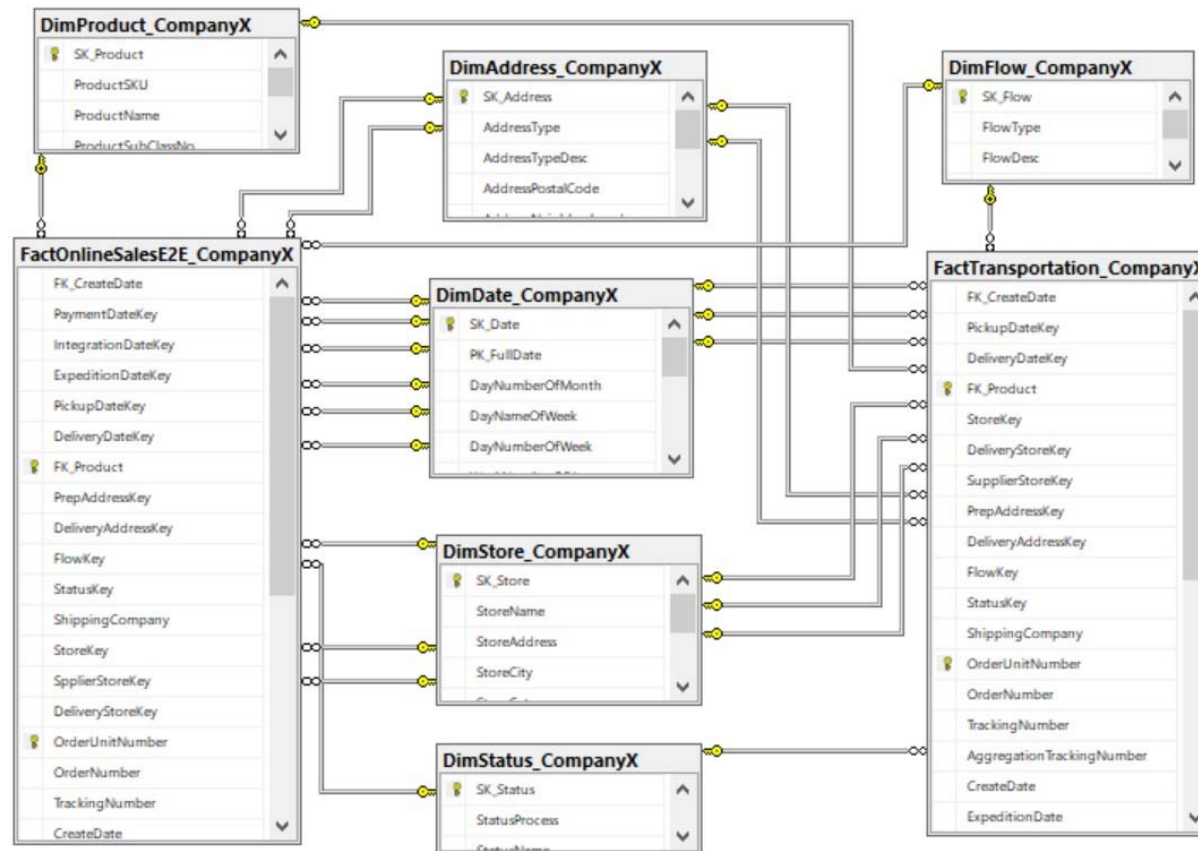 DimProduct_CompanyX
SK_Product
ProductSKU
ProductName
ProductSubClassNo
DimAddress_CompanyX
SK_Address
AddressType
AddressTypeDesc
AddressPostalCode
DimFlow_CompanyX
SK_Flow
FlowType
FlowDesc
FactOnlineSalesE2E_CompanyX
FK_CreateDate
PaymentDateKey
IntegrationDateKey
ExpeditionDateKey
PickupDateKey
DeliveryDateKey
FK_Product
PrepAddressKey
DeliveryAddressKey
FlowKey
StatusKey
ShippingCompany
StoreKey
SpplierStoreKey
DeliveryStoreKey
OrderUnitNumber
OrderNumber
TrackingNumber
CreateDate
DimDate_CompanyX
SK_Date
PK_FullDate
DayNumberOfMonth
DayNameOfWeek
DayNumberOfWeek
DimStore_CompanyX
SK_Store
StoreName
StoreAddress
StoreCity
DimStatus_CompanyX
SK_Status
StatusProcess
StatusName
FactTransportation_CompanyX
FK_CreateDate
PickupDateKey
DeliveryDateKey
FK_Product
StoreKey
DeliveryStoreKey
SupplierStoreKey
PrepAddressKey
DeliveryAddressKey
FlowKey
StatusKey
ShippingCompany
OrderUnitNumber
OrderNumber
TrackingNumber
AggregationTrackingNumber
CreateDate
ExpeditionDate